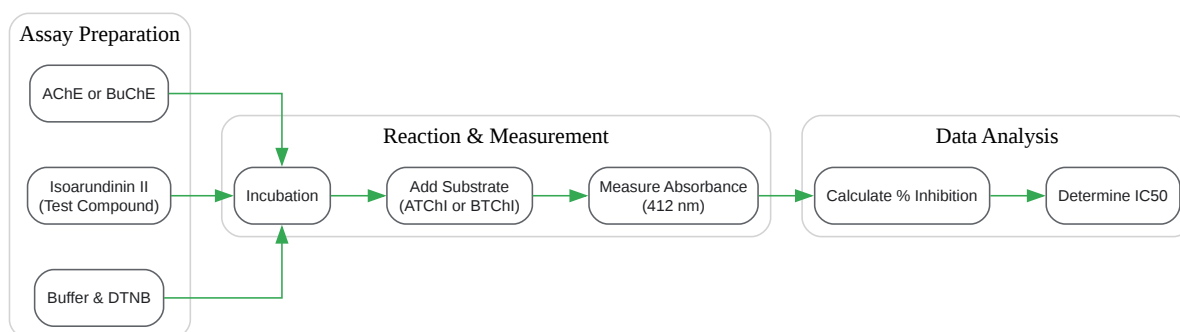 Assay Preparation
AChE or BuChE
Isoarundinin II
(Test Compound)
Buffer & DTNB
Reaction & Measurement
Incubation
Add Substrate
(ATChI or BTChI)
Measure Absorbance
(412 nm)
Data Analysis
Calculate % Inhibition
Determine IC50